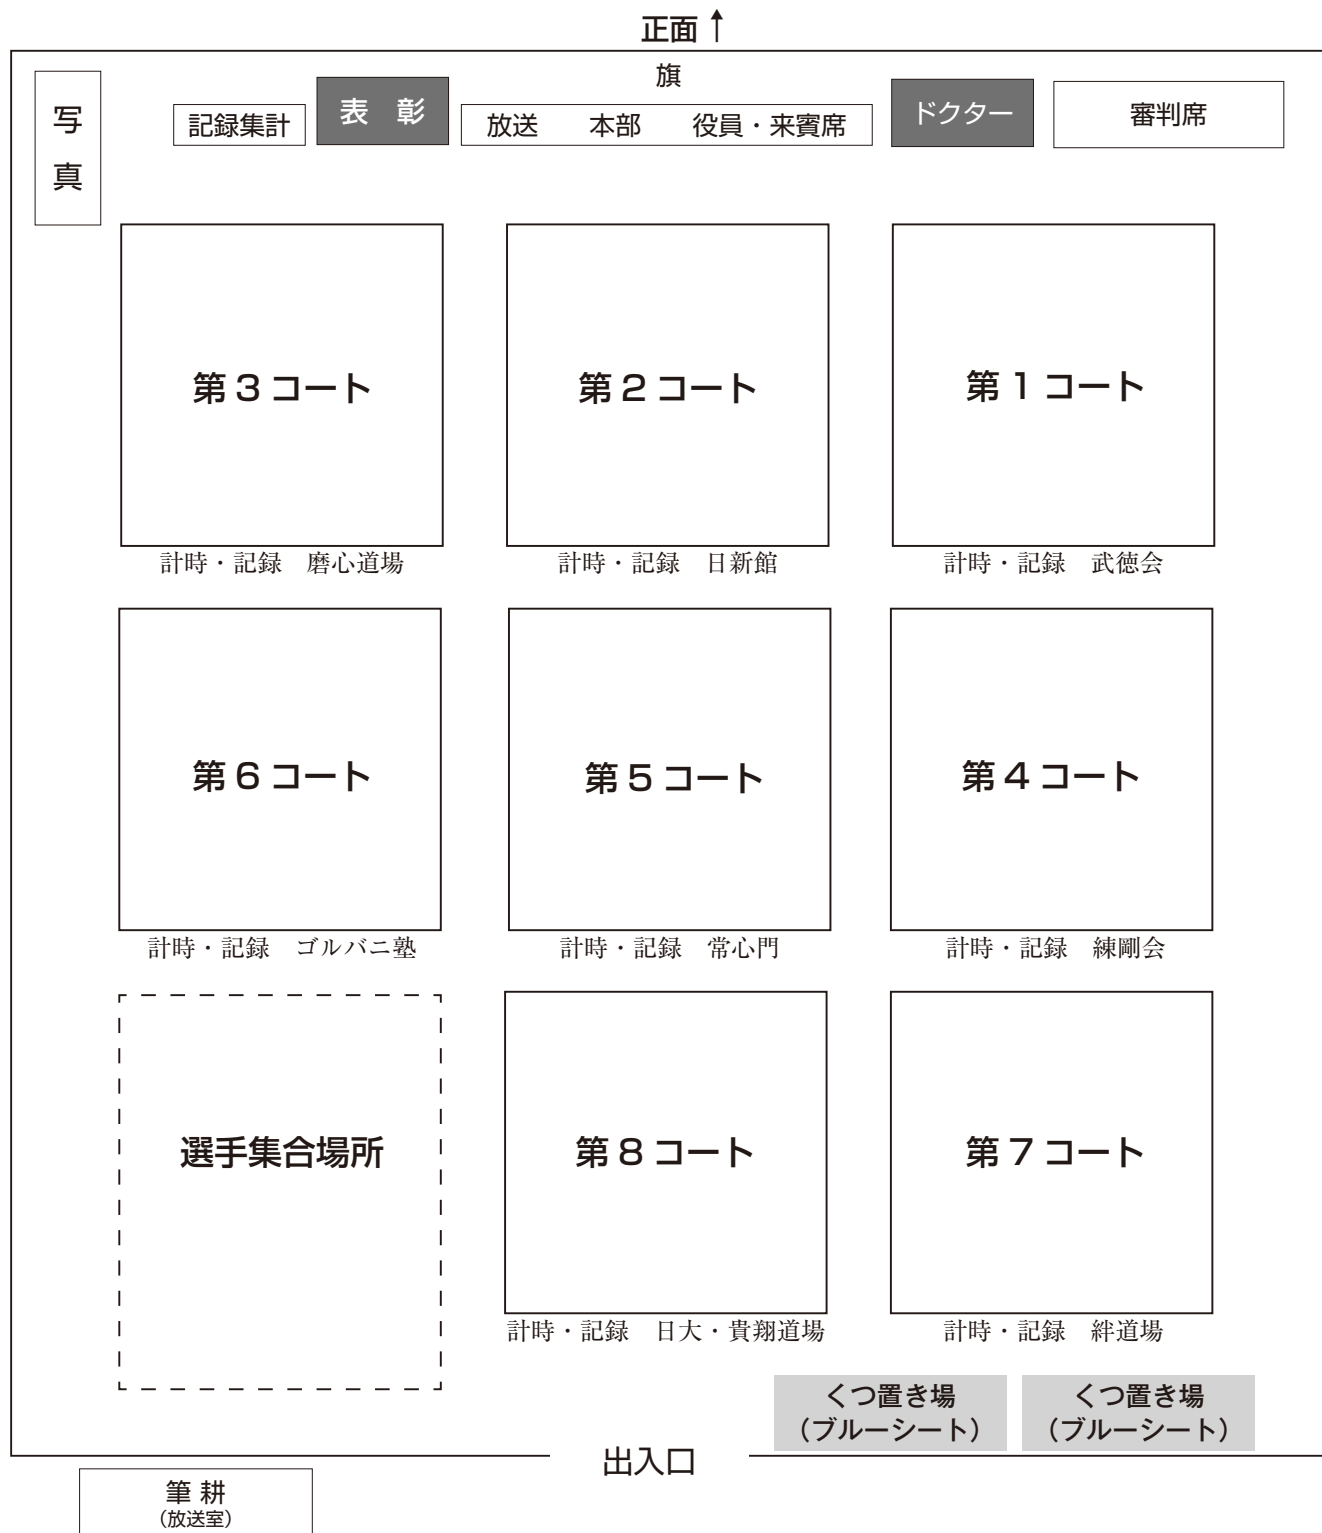 正面↑
旗
写真
記録集計
表 彰
放送 本部 役員・来賓席
ドクター
審判席
第3コート
第2コート
第1コート
計時・記録 磨心道場
計時・記録 日新館
計時・記録 武徳会
第6コート
第5コート
第4コート
計時・記録 ゴルバニ塾
計時・記録 常心門
計時・記録 練剛会
選手集合場所
第8コート
第7コート
計時・記録 日大・貴翔道場
計時・記録 絆道場
くつ置き場
(ブルーシート)
くつ置き場
(ブルーシート)
出入口
筆 耕
(放送室)